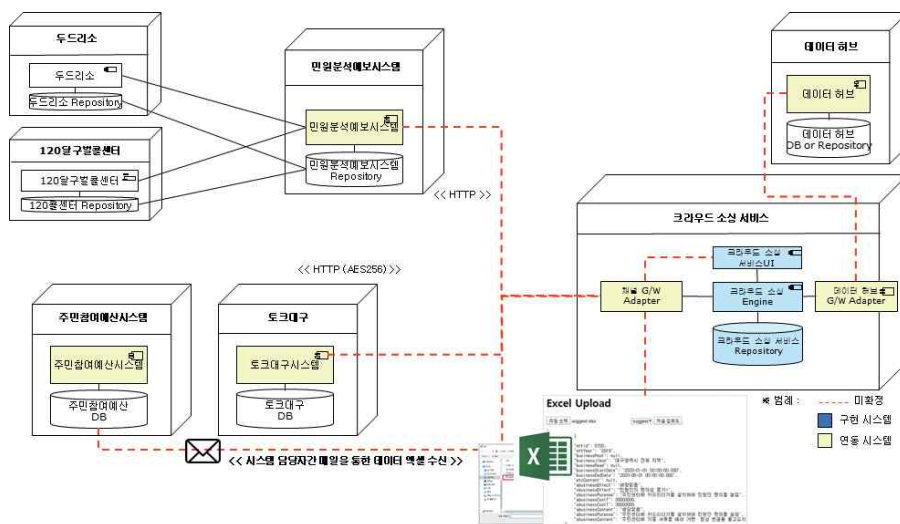 두드리소
두드리소
두드리소 Repository
120달구벌콜센터
120달구벌콜센터
120콜센터 Repository
민원분석예보시스템
민원분석예보시스템
민원분석예보시스템
Repository
<< HTTP >>
데이터 허브
데이터 허브
데이터 허브
DB or Repository
크라우드 소싱 서비스
크라우드 소싱
서비스UI
채널 G/W
Adapter
크라우드 소싱
Engine
데이터 허브
G/W Adapter
크라우드 소싱 서비스
Repository
<< HTTP (AES256) >>
주민참여예산시스템
주민참여예산시스템
주민참여예산
DB
토크대구
토크대구시스템
토크대구
DB
<< 시스템 담당자간 메일을 통한 데이터 엑셀 수신 >>
Excel Upload
※ 범례 :
미확정
구현 시스템
연동 시스템